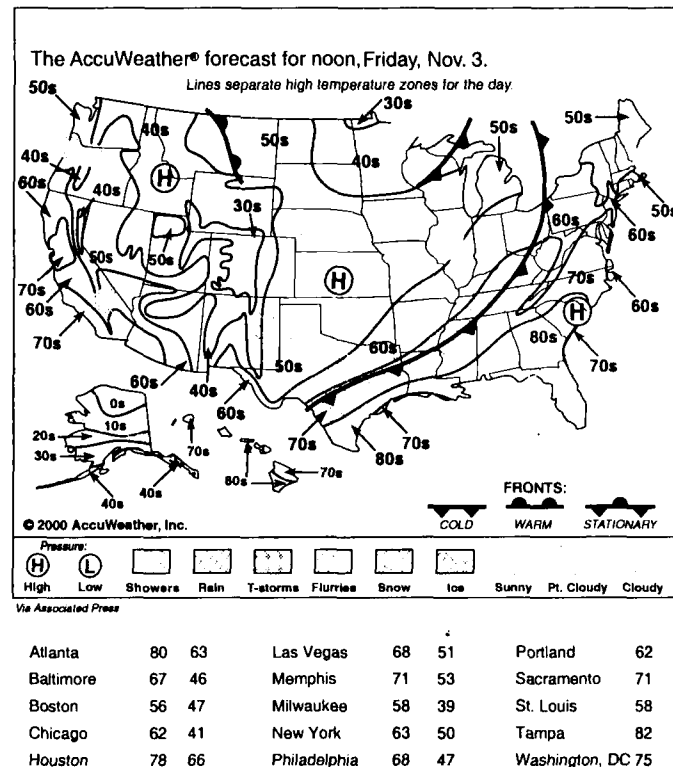 The AccuWeather® forecast for noon, Friday, Nov. 3.
Lines separate high temperature zones for the day.
50s
40s
50s
30s
40s
50s
50s
40s
60s
40s
H
30s
50s
50s
60s
60s
50s
70s
60s
70s
50s
H
70s
60s
80s
H
70s
60s
40s
50s
60s
60s
70s
80s
70s
0s
10s
20s
30s
40s
40s
70s
80s
70s
FRONTS:
COLD WARM STATIONARY
© 2000 AccuWeather, Inc.
Pressure:
H L
High Low Showers Rain T-storms Flurries Snow Ice Sunny Pt. Cloudy Cloudy
Via Associated Press
Atlanta 80 63 Las Vegas 68 51 Portland 62
Baltimore 67 46 Memphis 71 53 Sacramento 71
Boston 56 47 Milwaukee 58 39 St. Louis 58
Chicago 62 41 New York 63 50 Tampa 82
Houston 78 66 Philadelphia 68 47 Washington, DC 75